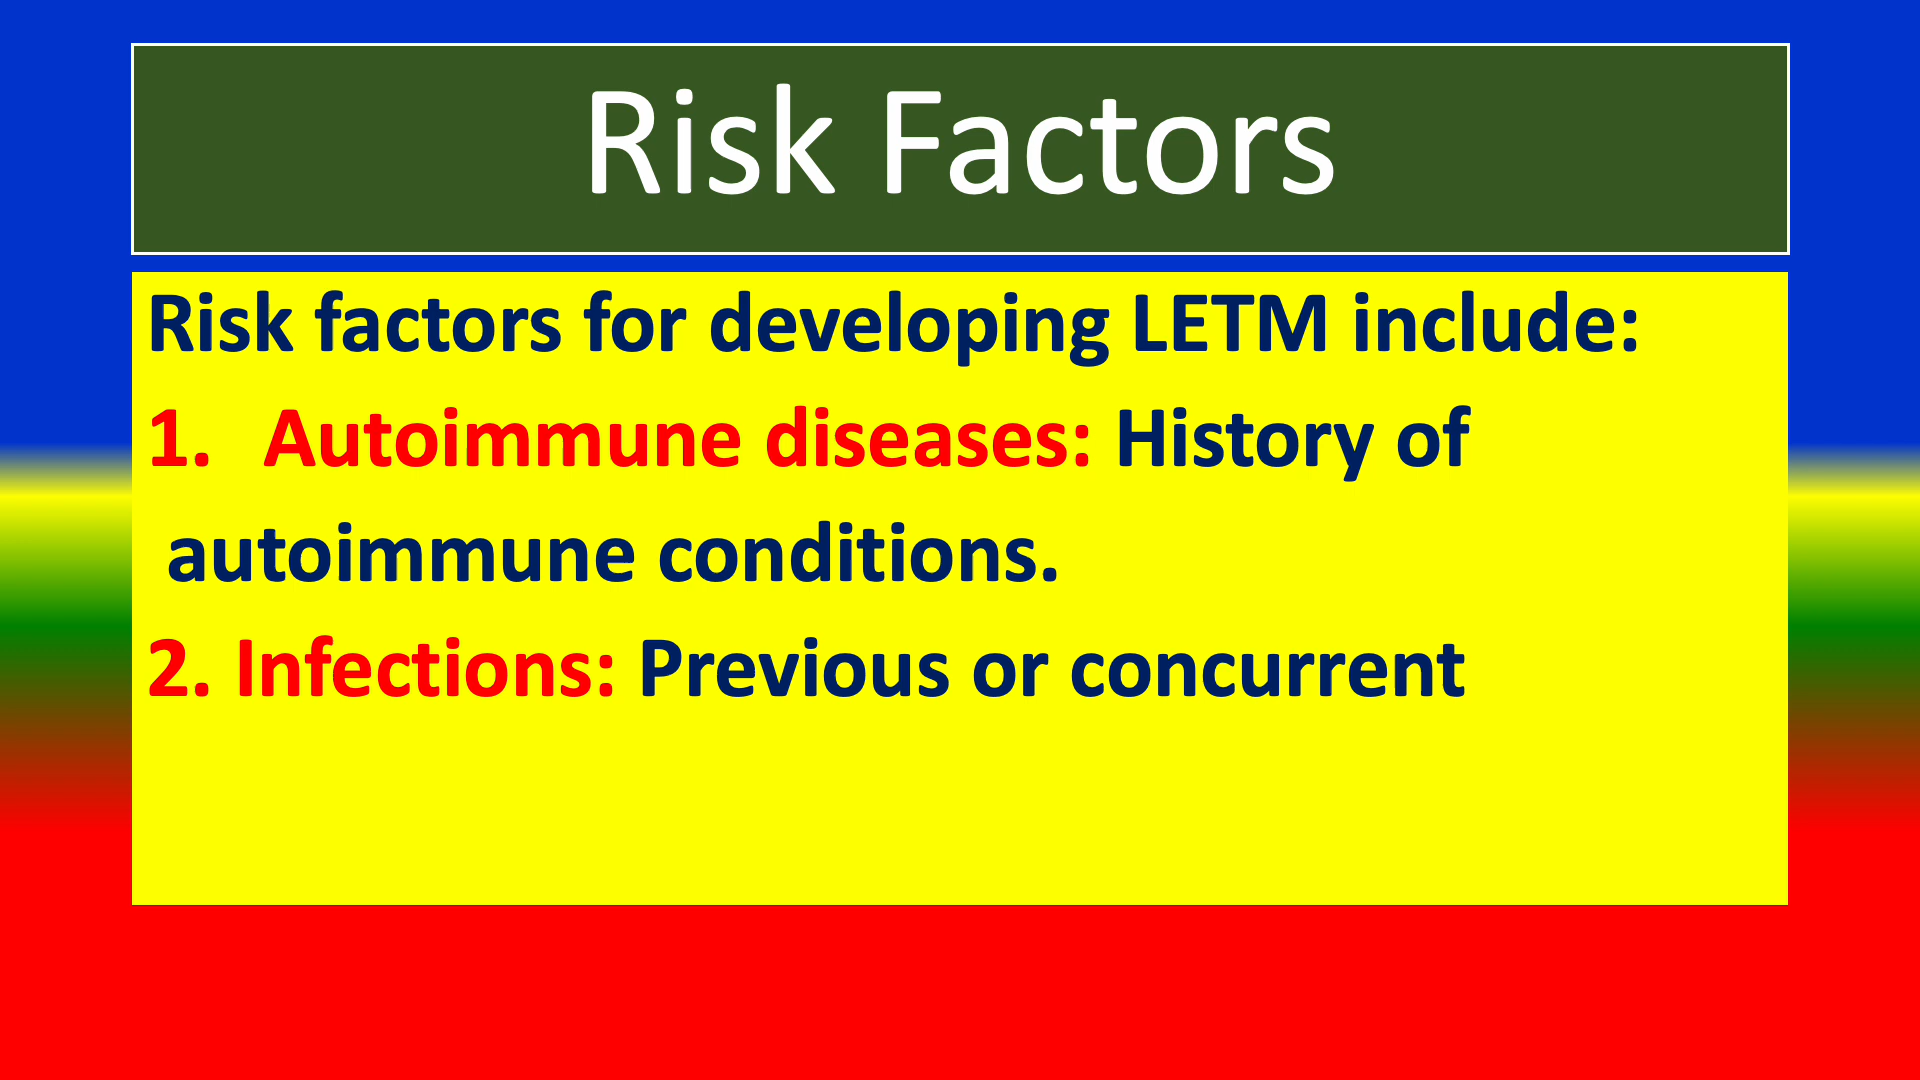 Risk Factors
Risk factors for developing LETM include:
1. Autoimmune diseases: History of
autoimmune conditions.
2. Infections: Previous or concurrent